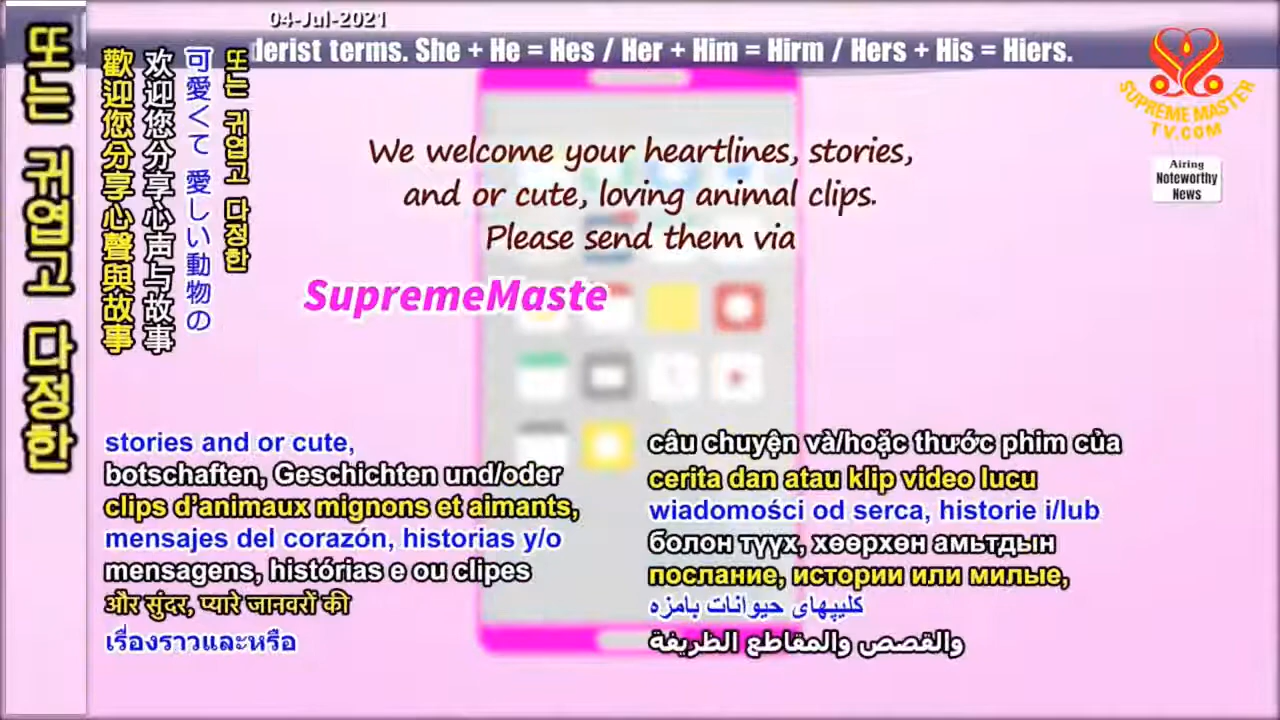 04-Jul-2021
derist terms. She + He = Hes / Her + Him = Hirm / Hers + His = Hiers.
SUPREME MASTER
TV.COM
Airing
Noteworthy
News
또는 귀엽고 다정한
歡迎您分享心聲與故事
欢迎您分享心声与故事
可愛くて 愛しい動物の
또는 귀엽고 다정한
We welcome your heartlines, stories,
and or cute, loving animal clips.
Please send them via
SupremeMaste
stories and or cute,
botschaften, Geschichten und/oder
clips d'animaux mignons et aimants,
mensajes del corazón, historias y/o
mensagens, histórias e ou clipes
और सुंदर, प्यारे जानवरों की
เรื่องราวและหรือ
câu chuyện và/hoặc thước phim của
cerita dan atau klip video lucu
wiadomości od serca, historie i/lub
болон түүх, хөөрхөн амьтдын
послание, истории или милые,
کلیپهای حیوانات بامزه
والقصص والمقاطع الظريفة